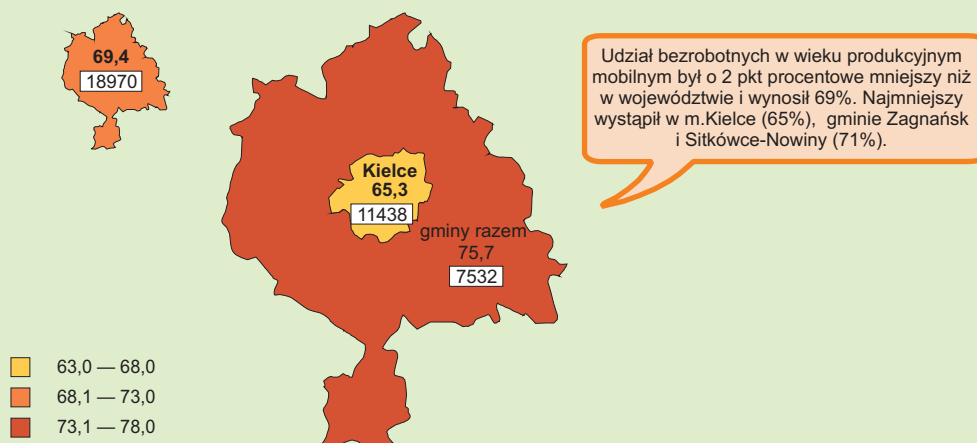 69,4
18970
Udział bezrobotnych w wieku produkcyjnym
mobilnym był o 2 pkt procentowe mniejszy niż
w województwie i wynosił 69%. Najmniejszy
wystąpił w m.Kielce (65%), gminie Zagnańsk
i Sitkówce-Nowiny (71%).
Kielce
65,3
11438
gminy razem
75,7
7532
63,0 — 68,0
68,1 — 73,0
73,1 — 78,0